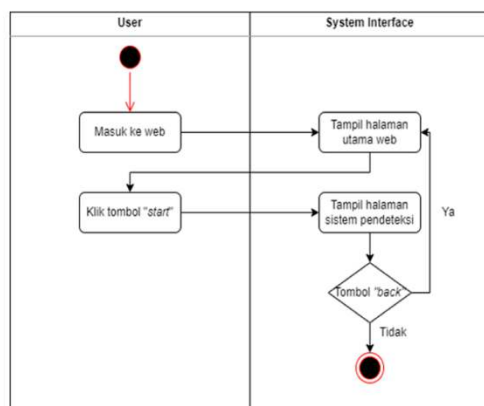 User
System Interface
Masuk ke web
Tampil halaman
utama web
Klik tombol "start"
Tampil halaman
sistem pendeteksi
Ya
Tombol "back"
Tidak